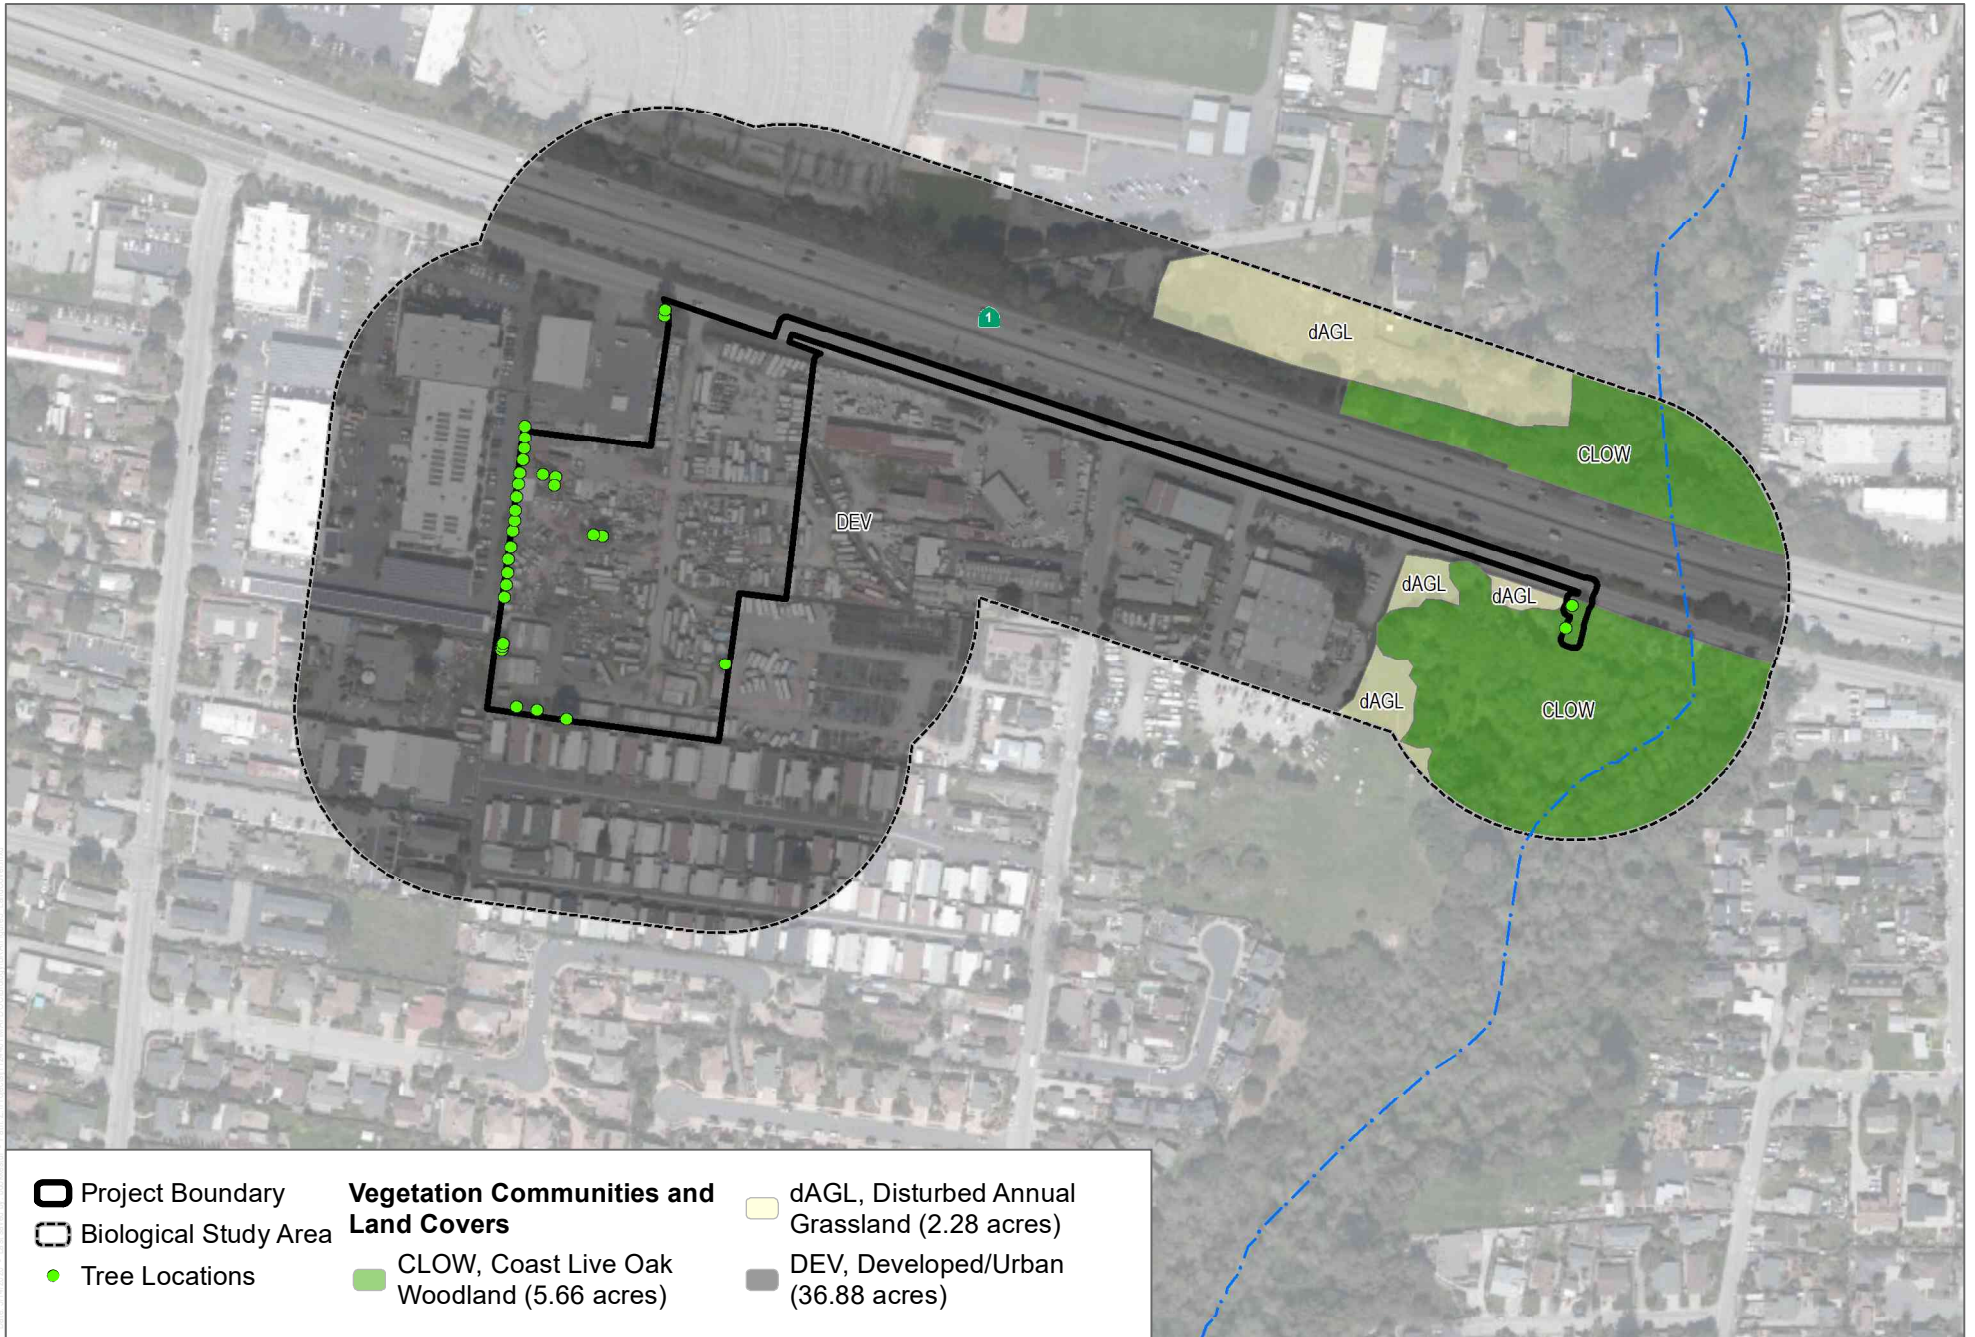 1
dAGL
CLOW
DEV
dAGL
dAGL
dAGL
CLOW
Project Boundary
Biological Study Area
Tree Locations
Vegetation Communities and
Land Covers
CLOW, Coast Live Oak
Woodland (5.66 acres)
dAGL, Disturbed Annual
Grassland (2.28 acres)
DEV, Developed/Urban
(36.88 acres)